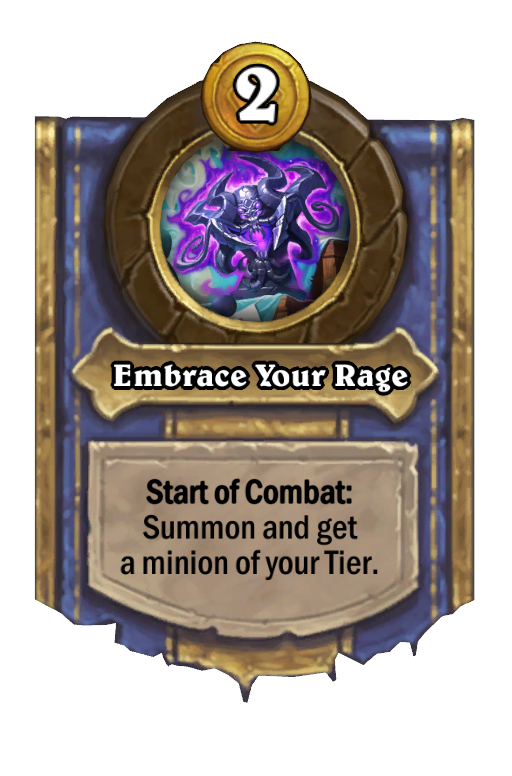 2
Embrace Your Rage
Start of Combat:
Summon and get
a minion of your Tier.